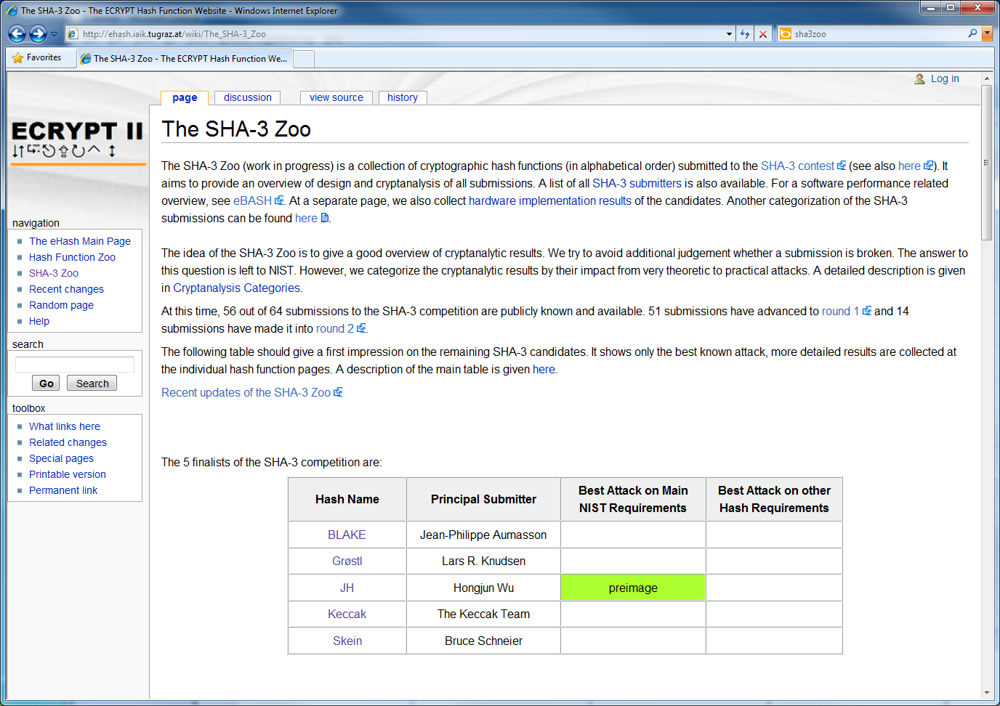 The SHA-3 Zoo - The ECRYPT Hash Function Website - Windows Internet Explorer
http://ehash.iaik.tugraz.at/wiki/The_SHA-3_Zoo
sha3zoo
Favorites
The SHA-3 Zoo - The ECRYPT Hash Function We...
Log in
page
discussion
view source
history
ECRYPT II
The SHA-3 Zoo
The SHA-3 Zoo (work in progress) is a collection of cryptographic hash functions (in alphabetical order) submitted to the SHA-3 contest (see also here). It
aims to provide an overview of design and cryptanalysis of all submissions. A list of all SHA-3 submitters is also available. For a software performance related
overview, see eBASH. At a separate page, we also collect hardware implementation results of the candidates. Another categorization of the SHA-3
submissions can be found here.
The idea of the SHA-3 Zoo is to give a good overview of cryptanalytic results. We try to avoid additional judgement whether a submission is broken. The answer to
this question is left to NIST. However, we categorize the cryptanalytic results by their impact from very theoretic to practical attacks. A detailed description is given
in Cryptanalysis Categories.
At this time, 56 out of 64 submissions to the SHA-3 competition are publicly known and available. 51 submissions have advanced to round 1 and 14
submissions have made it into round 2.
The following table should give a first impression on the remaining SHA-3 candidates. It shows only the best known attack, more detailed results are collected at
the individual hash function pages. A description of the main table is given here.
Recent updates of the SHA-3 Zoo
The 5 finalists of the SHA-3 competition are:
Hash Name
Principal Submitter
Best Attack on Main
NIST Requirements
Best Attack on other
Hash Requirements
BLAKE
Jean-Philippe Aumasson
Grøstl
Lars R. Knudsen
JH
Hongjun Wu
preimage
Keccak
The Keccak Team
Skein
Bruce Schneier
navigation
The eHash Main Page
Hash Function Zoo
SHA-3 Zoo
Recent changes
Random page
Help
search
Go
Search
toolbox
What links here
Related changes
Special pages
Printable version
Permanent link